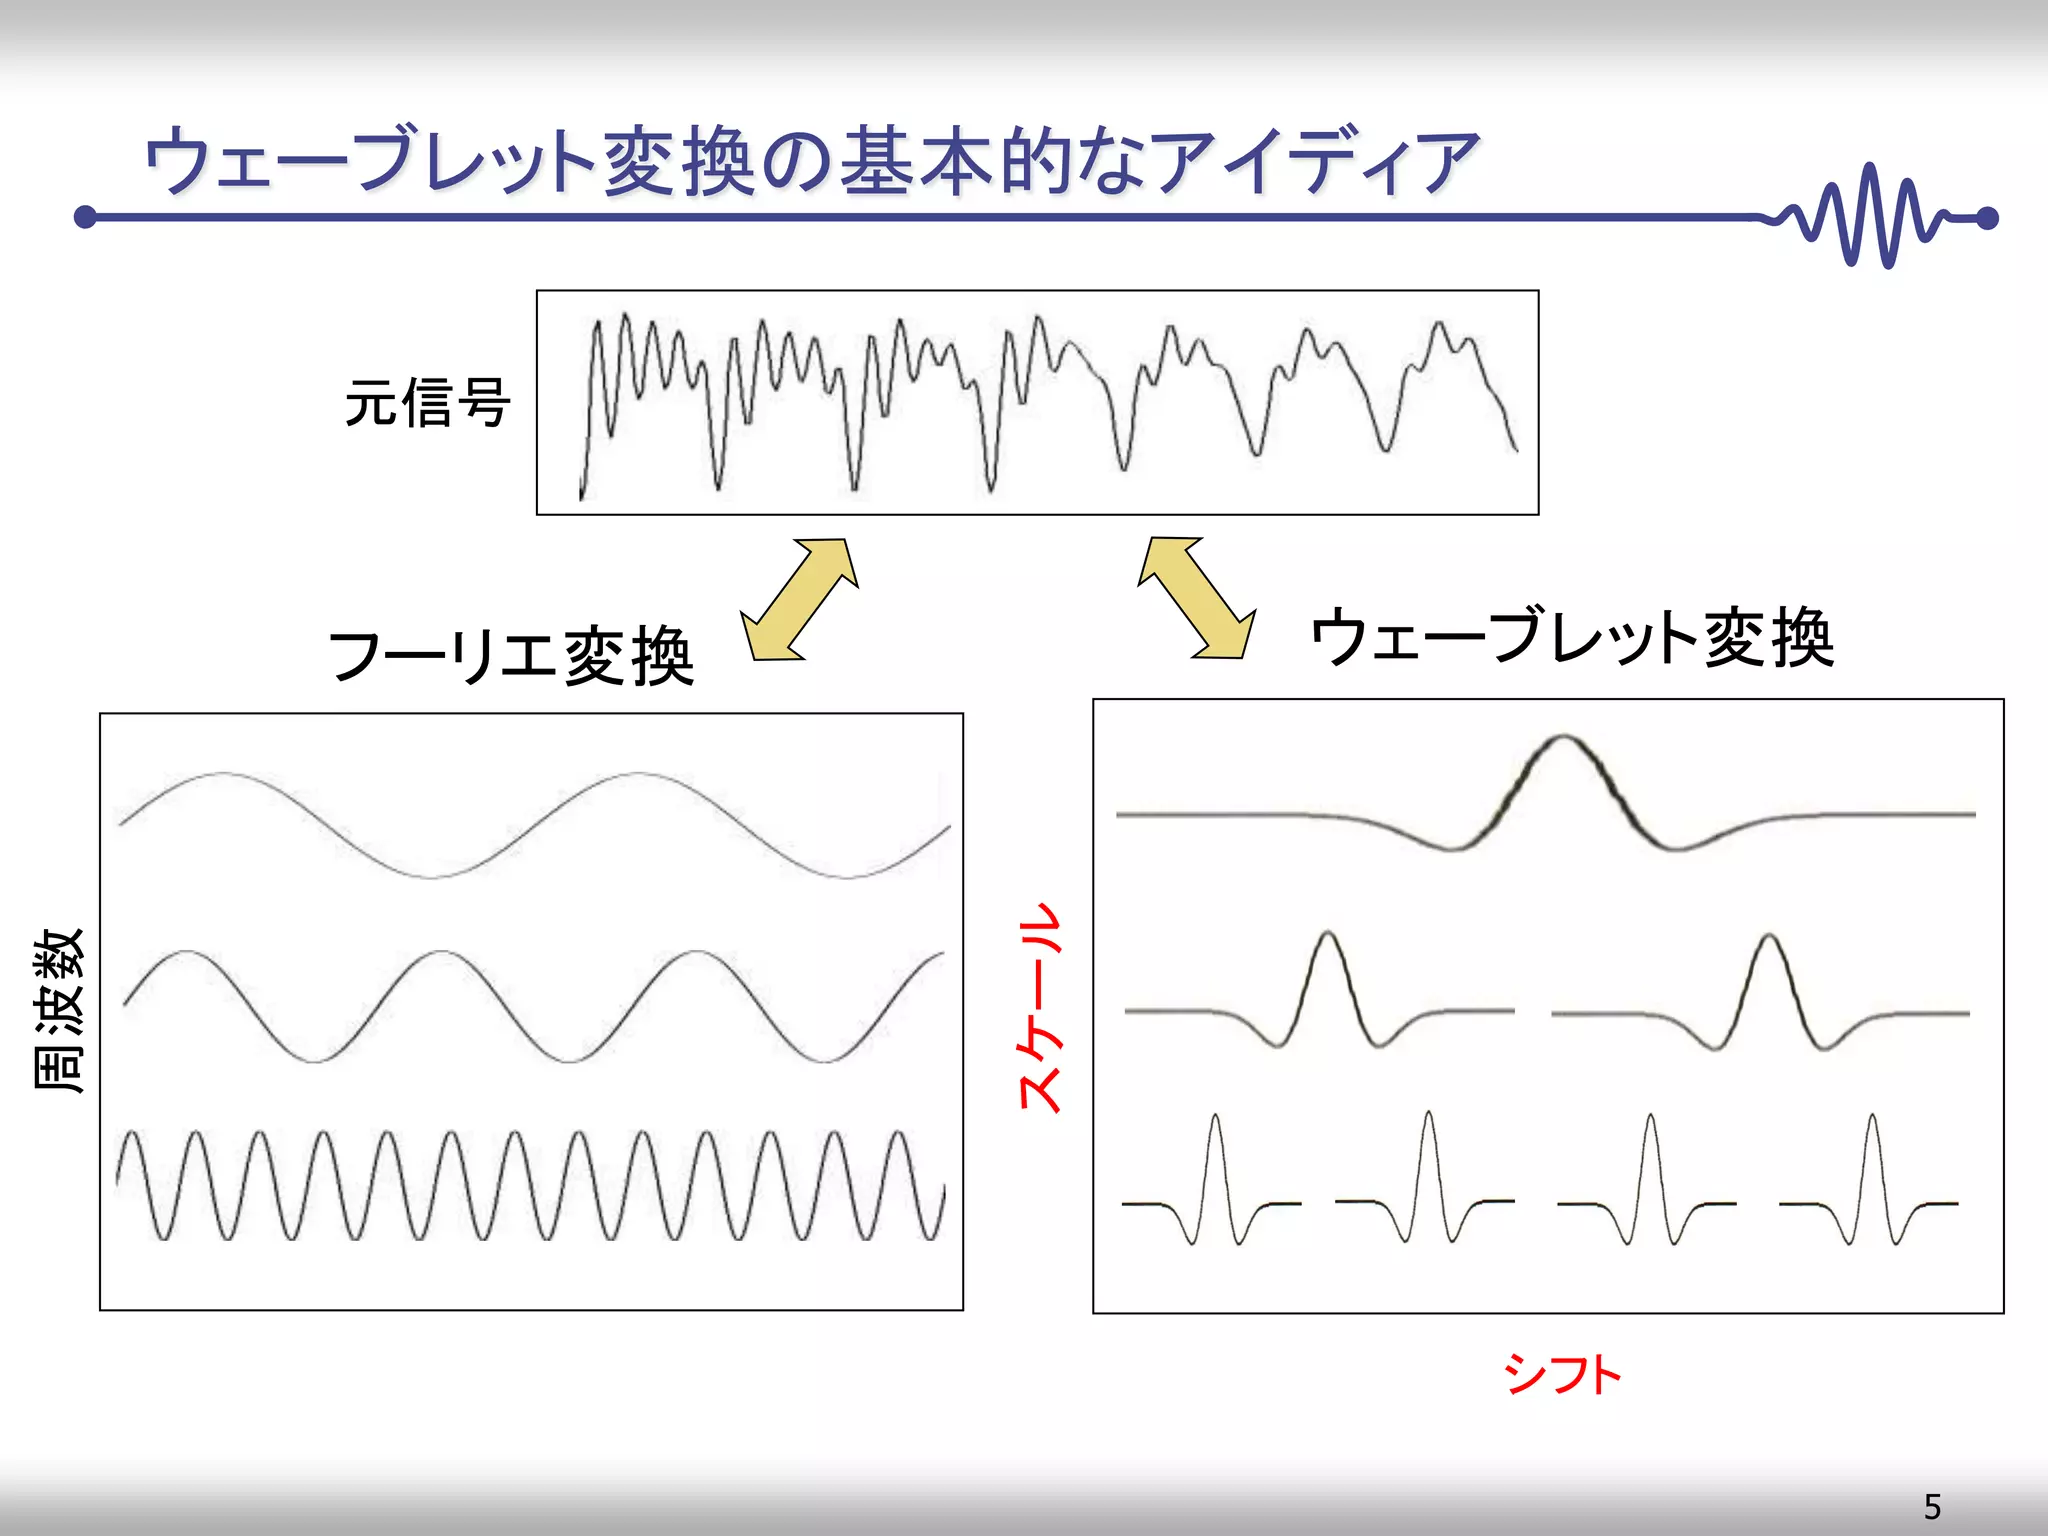 ウェーブレット変換の基本的なアイディア
元信号
フーリエ変換
ウェーブレット変換
周波数
スケール
シフト
5